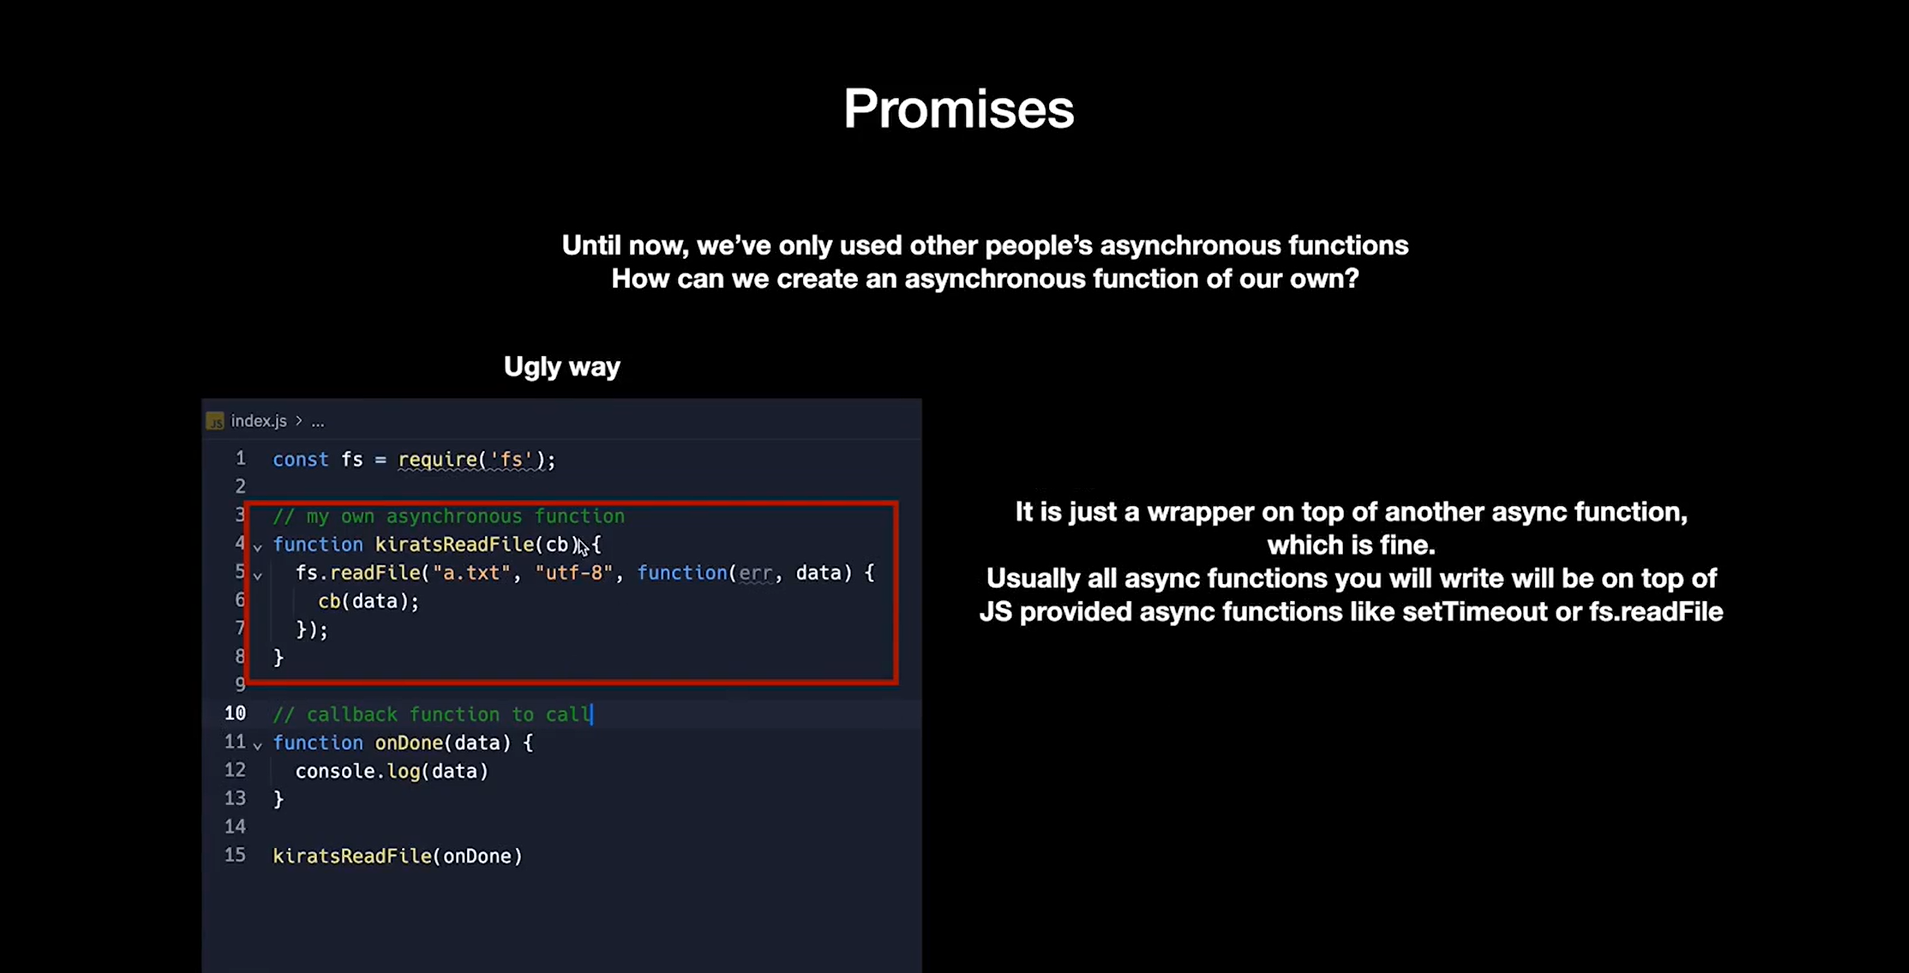 Promises
Until now, we've only used other people's asynchronous functions
How can we create an asynchronous function of our own?
Ugly way
JS index.js > ...
1 const fs = require('fs');
2
3 // my own asynchronous function
4 function kiratsReadFile(cb) {
5 fs.readFile("a.txt", "utf-8", function(err, data) {
6 cb(data);
7 });
8 }
9
10 // callback function to call
11 function onDone(data) {
12 console.log(data)
13 }
14
15 kiratsReadFile(onDone)
It is just a wrapper on top of another async function,
which is fine.
Usually all async functions you will write will be on top of
JS provided async functions like setTimeout or fs.readFile